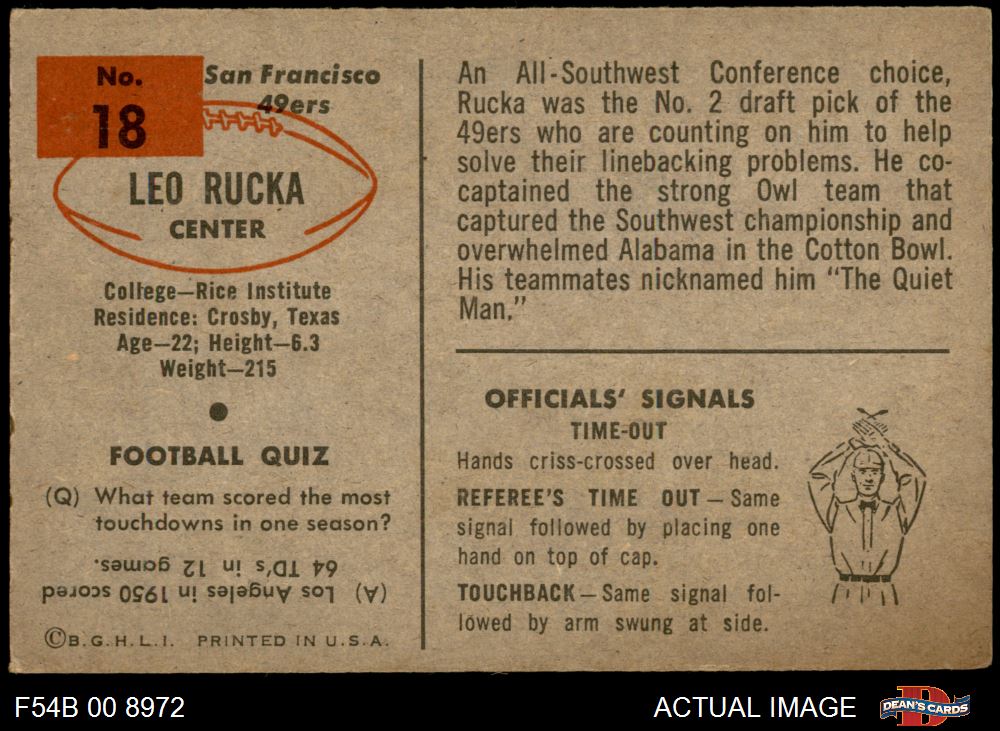 No.
18
San Francisco
49ers
LEO RUCKA
CENTER
College—Rice Institute
Residence: Crosby, Texas
Age—22; Height—6.3
Weight—215
FOOTBALL QUIZ
(Q) What team scored the most
touchdowns in one season?
(A) Los Angeles in 1950 scored
64 TD's in 12 games.
©B.G.H.L.I. PRINTED IN U.S.A.
An All-Southwest Conference choice,
Rucka was the No. 2 draft pick of the
49ers who are counting on him to help
solve their linebacking problems. He co-
captained the strong Owl team that
captured the Southwest championship and
overwhelmed Alabama in the Cotton Bowl.
His teammates nicknamed him “The Quiet
Man.”
OFFICIALS' SIGNALS
TIME-OUT
Hands criss-crossed over head.
REFEREE'S TIME OUT — Same
signal followed by placing one
hand on top of cap.
TOUCHBACK — Same signal fol-
lowed by arm swung at side.
F54B 00 8972
ACTUAL IMAGE
D
DEAN'S CARDS